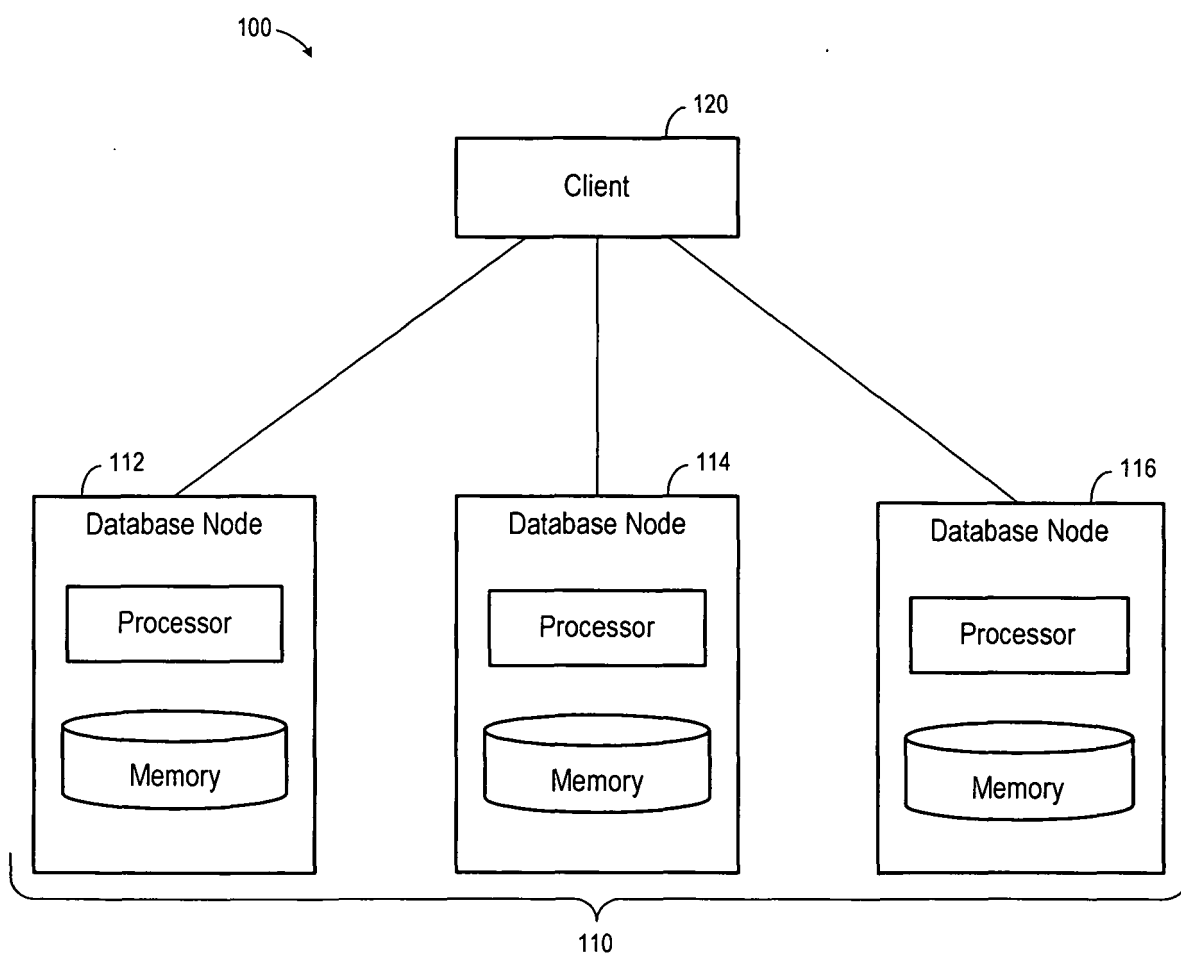 100
120
Client
112
114
116
Database Node
Database Node
Database Node
Processor
Processor
Processor
Memory
Memory
Memory
110